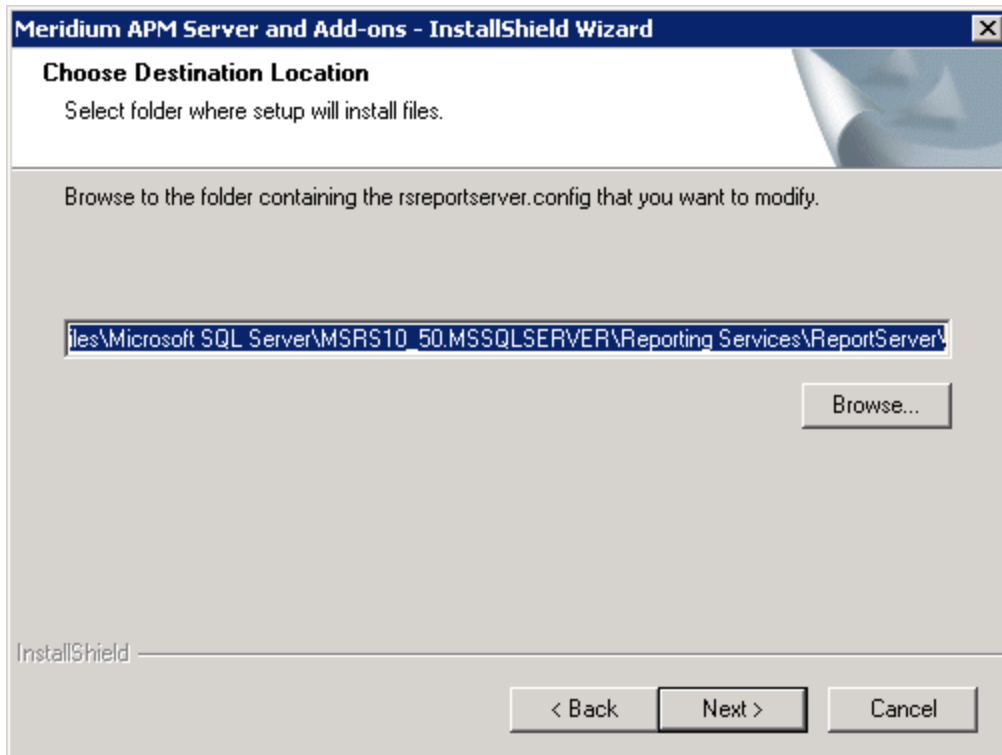 Meridium APM Server and Add-ons - InstallShield Wizard
Choose Destination Location
Select folder where setup will install files.
Browse to the folder containing the rsreportserver.config that you want to modify.
iles\Microsoft SQL Server\MSRS10_50.MSSQLSERVER\Reporting Services\ReportServer\
Browse...
InstallShield
< Back
Next >
Cancel